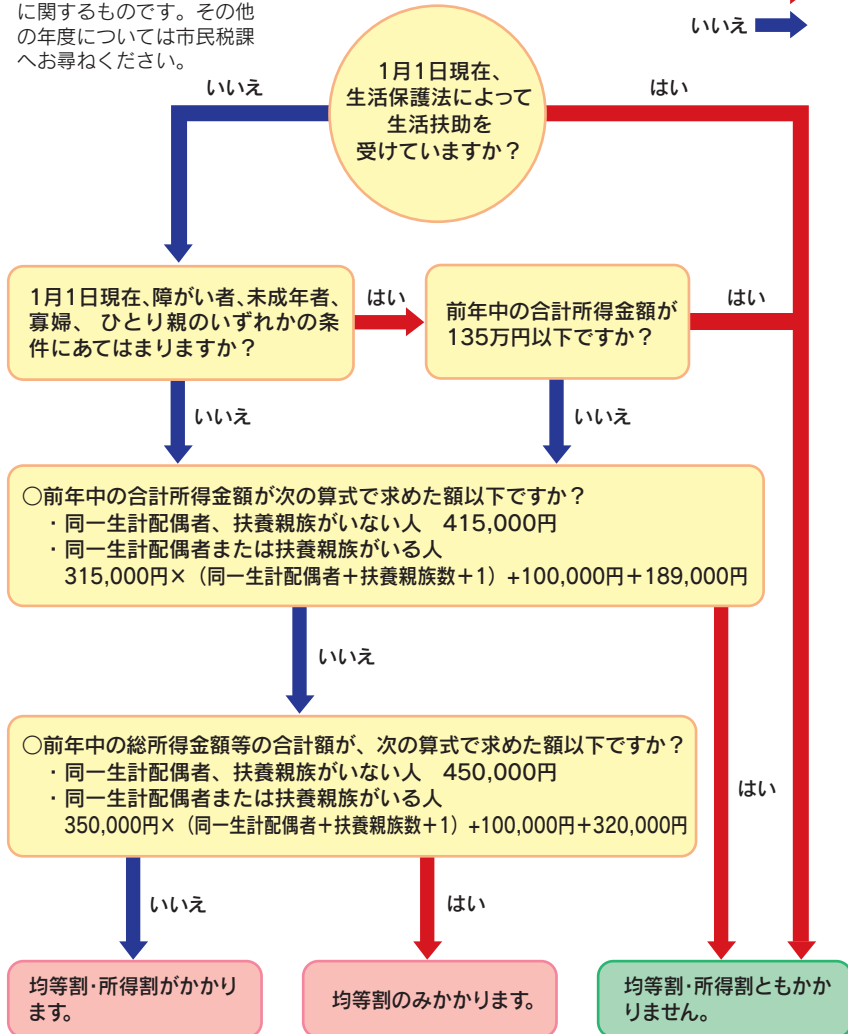 に関するものです。その他
の年度については市民税課
へお尋ねください。
いいえ
1月1日現在、
生活保護法によって
生活扶助を
受けていますか？
いいえ
はい
1月1日現在、障がい者、未成年者、
寡婦、 ひとり親のいずれかの条
件にあてはまりますか？
はい
前年中の合計所得金額が
135万円以下ですか？
はい
いいえ
いいえ
○前年中の合計所得金額が次の算式で求めた額以下ですか？
・同一生計配偶者、扶養親族がいない人　415,000円
・同一生計配偶者または扶養親族がいる人
315,000円×（同一生計配偶者＋扶養親族数＋1）+100,000円＋189,000円
いいえ
○前年中の総所得金額等の合計額が、次の算式で求めた額以下ですか？
・同一生計配偶者、扶養親族がいない人　450,000円
・同一生計配偶者または扶養親族がいる人
350,000円×（同一生計配偶者＋扶養親族数＋1）+100,000円＋320,000円
はい
いいえ
はい
均等割・所得割がかかり
ます。
均等割のみかかります。
均等割・所得割ともかか
りません。